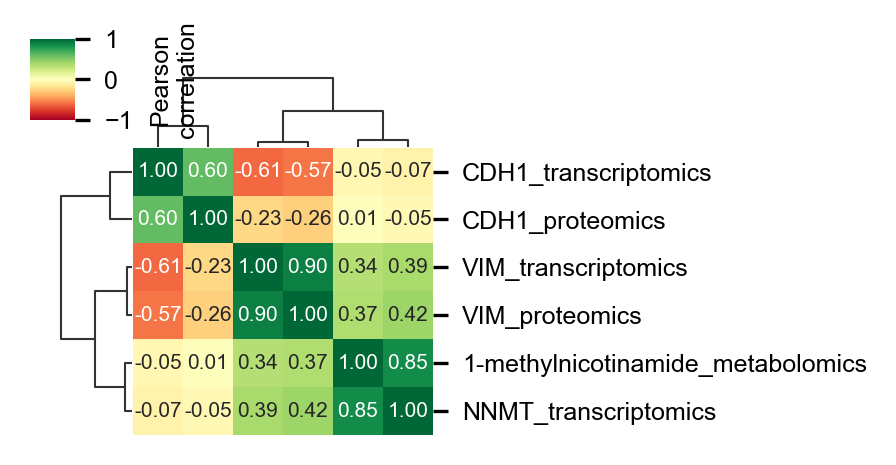 1
0
−1
Pearson
correlation
1.00 0.60 -0.61 -0.57 -0.05 -0.07 CDH1_transcriptomics
0.60 1.00 -0.23 -0.26 0.01 -0.05 CDH1_proteomics
-0.61 -0.23 1.00 0.90 0.34 0.39 VIM_transcriptomics
-0.57 -0.26 0.90 1.00 0.37 0.42 VIM_proteomics
-0.05 0.01 0.34 0.37 1.00 0.85 1-methylnicotinamide_metabolomics
-0.07 -0.05 0.39 0.42 0.85 1.00 NNMT_transcriptomics